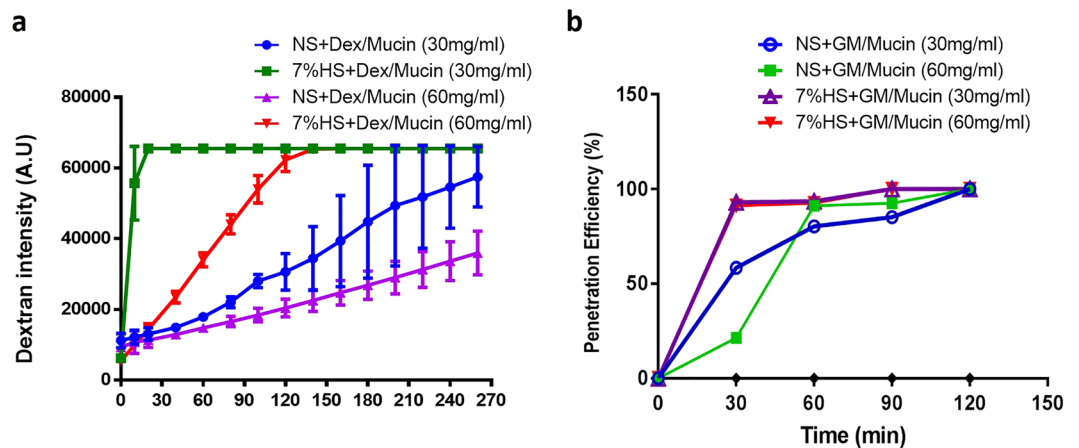 a
NS+Dex/Mucin (30mg/ml)
7%HS+Dex/Mucin (30mg/ml)
NS+Dex/Mucin (60mg/ml)
7%HS+Dex/Mucin (60mg/ml)
Dextran intensity (A.U)
80000
60000
40000
20000
0
0 30 60 90 120 150 180 210 240 270
b
NS+GM/Mucin (30mg/ml)
NS+GM/Mucin (60mg/ml)
7%HS+GM/Mucin (30mg/ml)
7%HS+GM/Mucin (60mg/ml)
Penetration Efficiency (%)
150
100
50
0
0 30 60 90 120 150
Time (min)